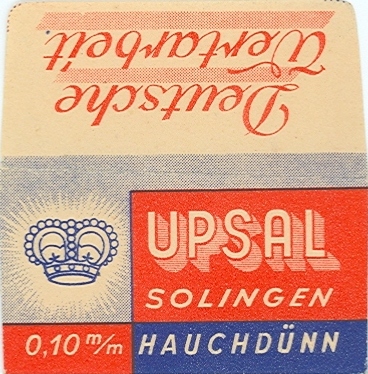 Deutsche
Wertarbeit
UPSAL
SOLINGEN
0,10 m/m HAUCHDÜNN